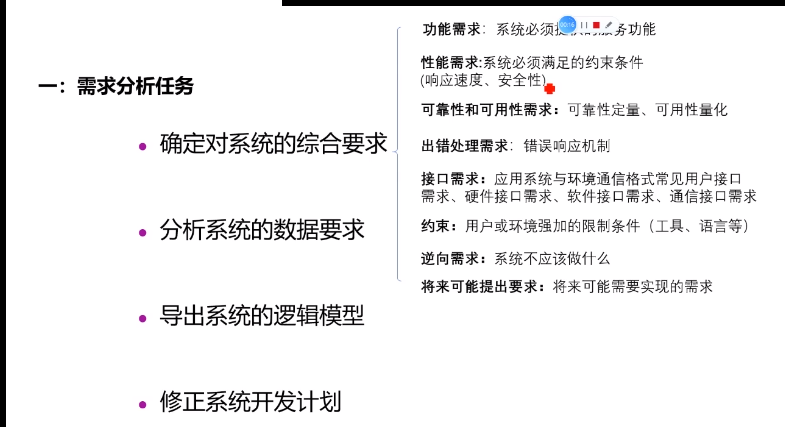 一：需求分析任务
确定对系统的综合要求
分析系统的数据要求
导出系统的逻辑模型
修正系统开发计划
功能需求：系统必须提供的服务功能
性能需求:系统必须满足的约束条件
(响应速度、安全性)
可靠性和可用性需求：可靠性定量、可用性量化
出错处理需求：错误响应机制
接口需求：应用系统与环境通信格式常见用户接口
需求、硬件接口需求、软件接口需求、通信接口需求
约束：用户或环境强加的限制条件（工具、语言等）
逆向需求：系统不应该做什么
将来可能提出要求：将来可能需要实现的需求
00:16